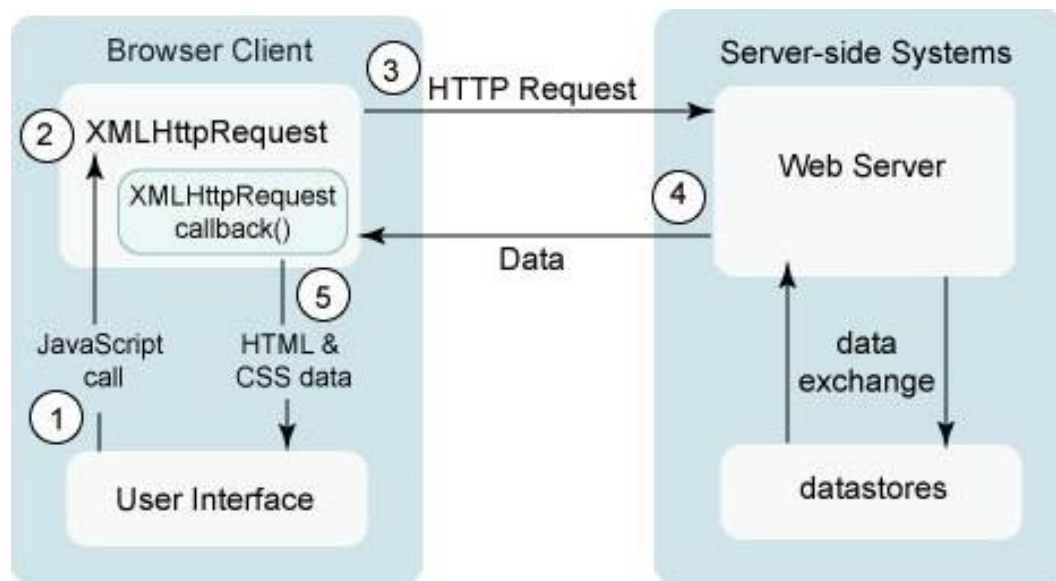 Browser Client
Server-side Systems
3
HTTP Request
2
XMLHttpRequest
Web Server
XMLHttpRequest
callback()
4
Data
5
JavaScript
call
HTML &
CSS data
data
exchange
1
User Interface
datastores